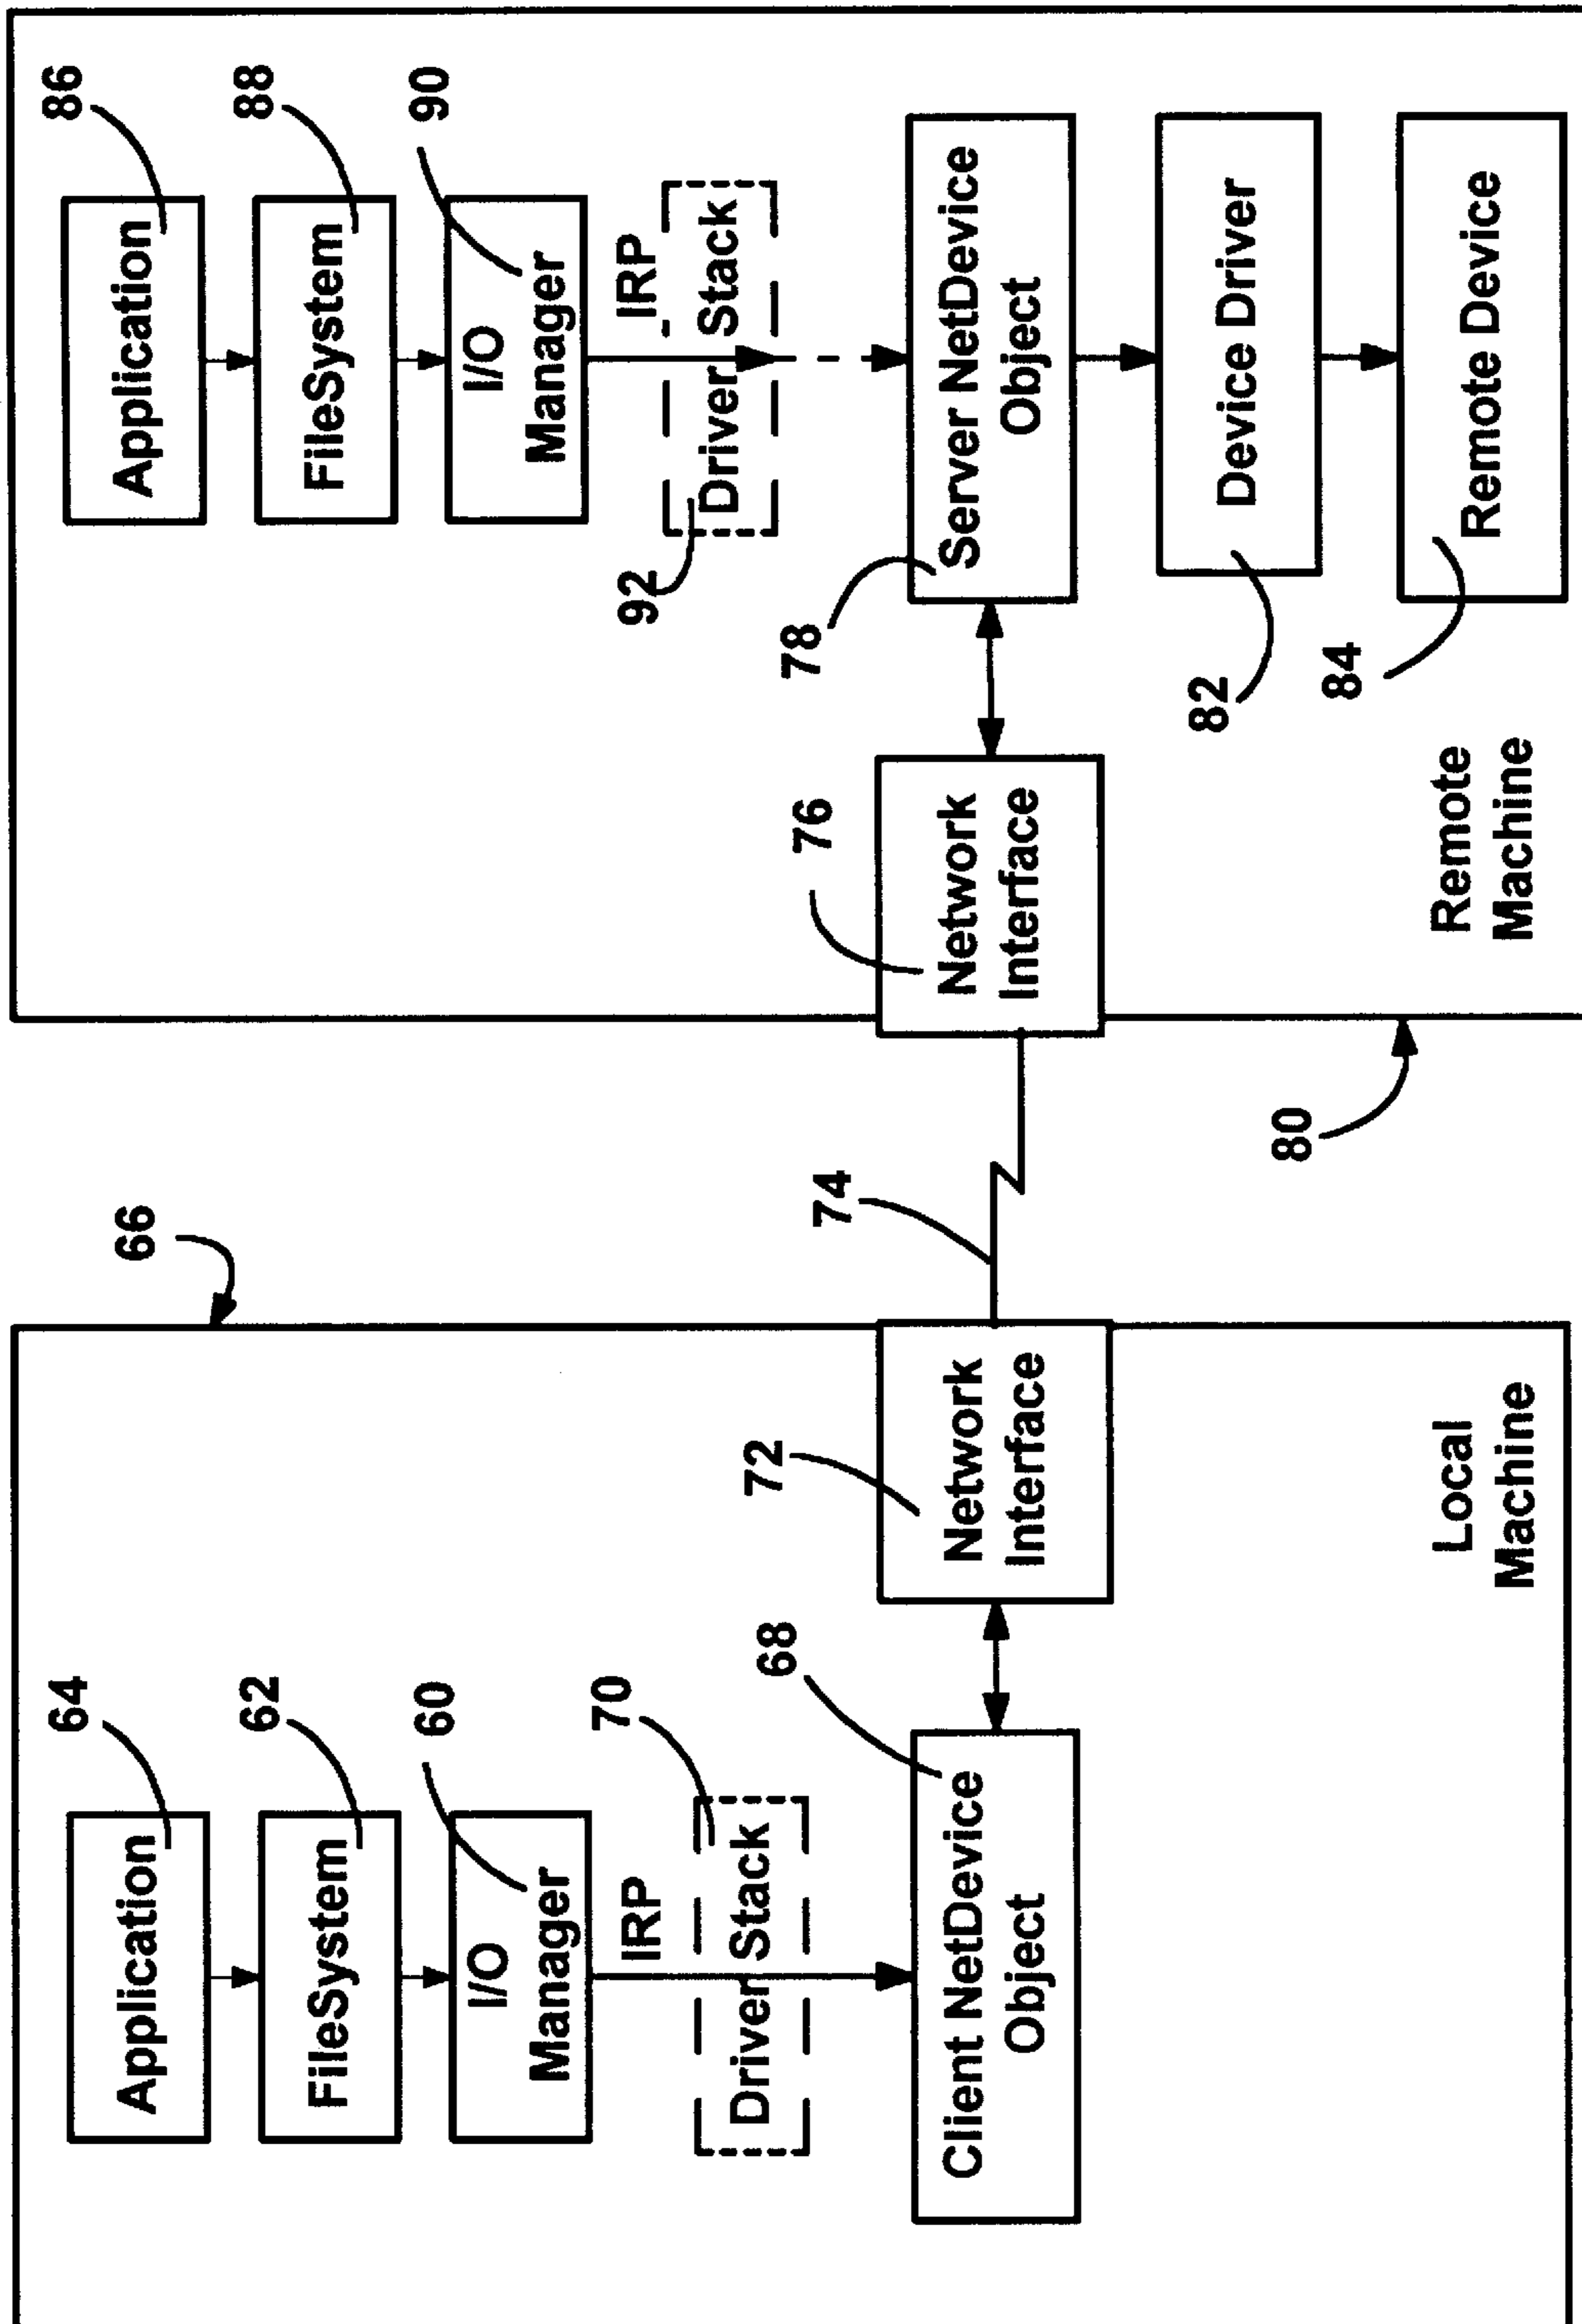 64
Application
62
FileSystem
60
I/O
Manager
IRP
70
Driver Stack
68
Client NetDevice
Object
72
Network
Interface
Local
Machine
66
74
80
86
Application
88
FileSystem
90
I/O
Manager
IRP
92
Driver Stack
78
Server NetDevice
Object
76
Network
Interface
82
Device Driver
84
Remote Device
Remote
Machine